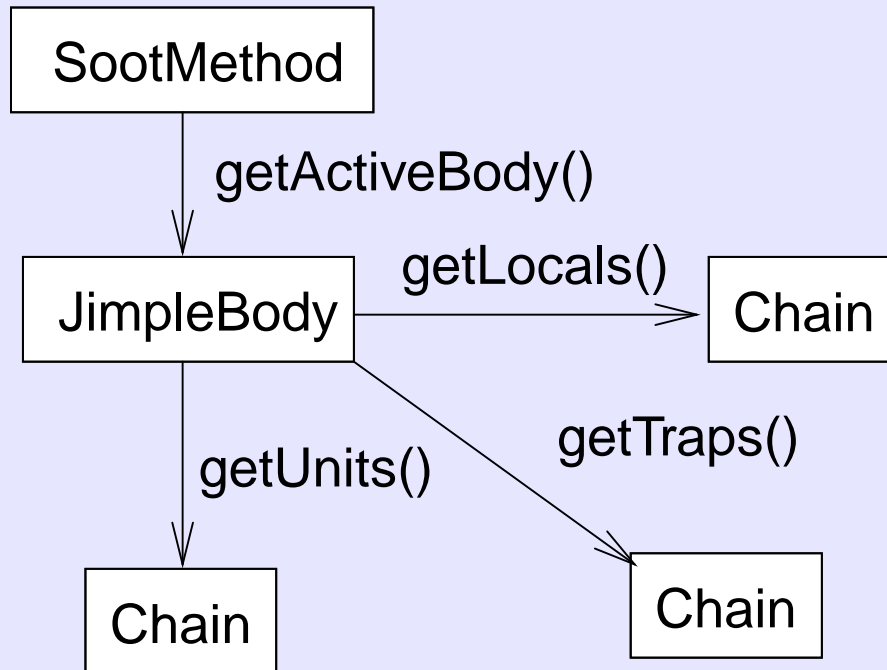 SootMethod
getActiveBody()
getLocals()
JimpleBody
Chain
getTraps()
getUnits()
Chain
Chain